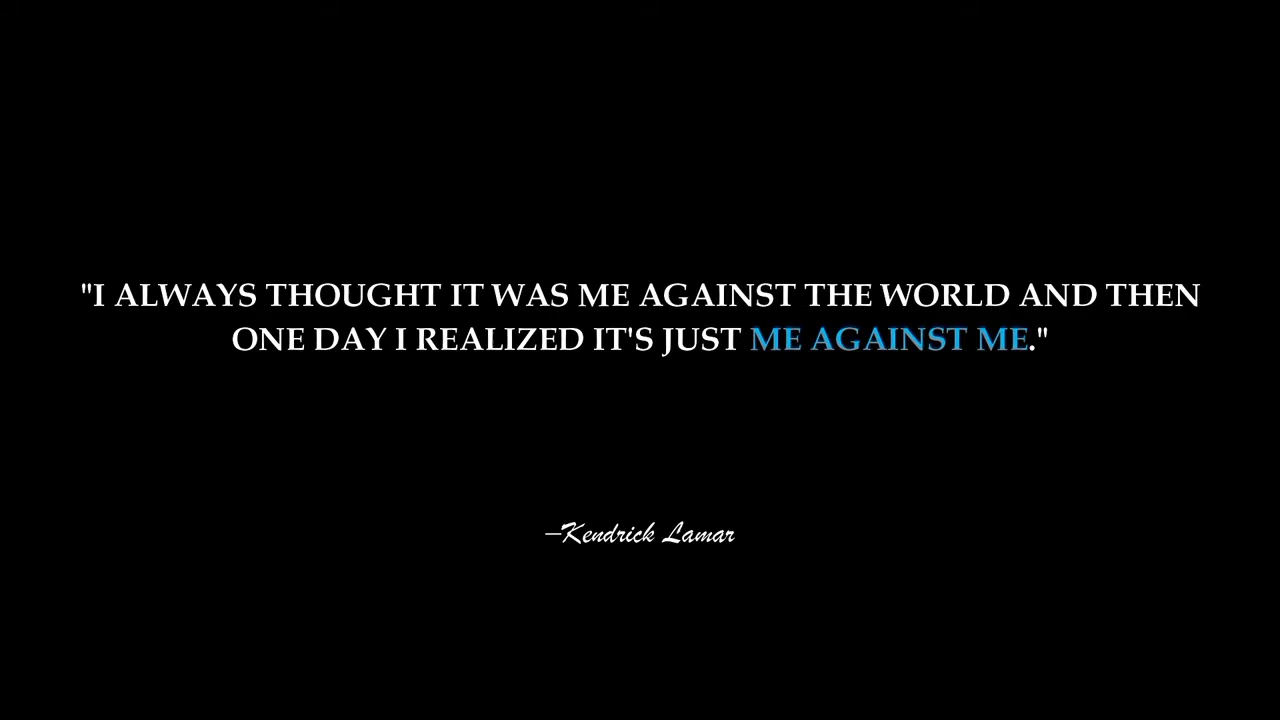 "I ALWAYS THOUGHT IT WAS ME AGAINST THE WORLD AND THEN
ONE DAY I REALIZED IT'S JUST ME AGAINST ME."
—Kendrick Lamar